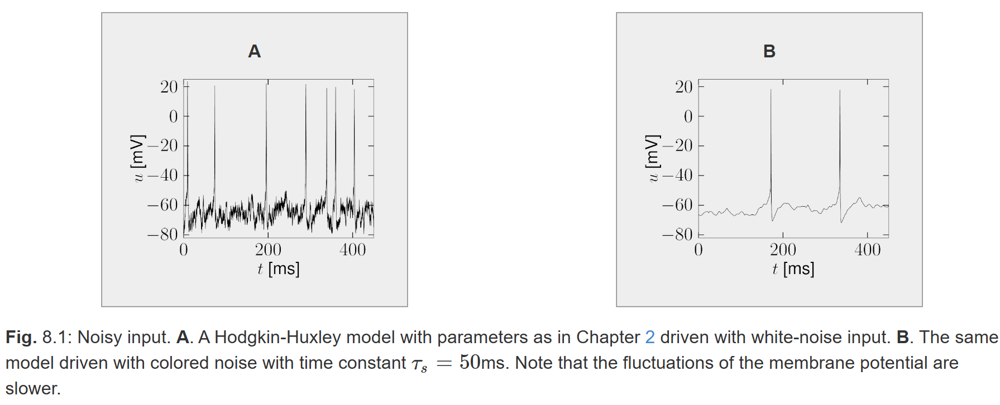 A
20
0
−20
−40
−60
−80
u [mV]
0 200 400
t [ms]
B
20
0
−20
−40
−60
−80
u [mV]
0 200 400
t [ms]
Fig. 8.1: Noisy input. A. A Hodgkin-Huxley model with parameters as in Chapter 2 driven with white-noise input. B. The same
model driven with colored noise with time constant τₛ = 50ms. Note that the fluctuations of the membrane potential are
slower.